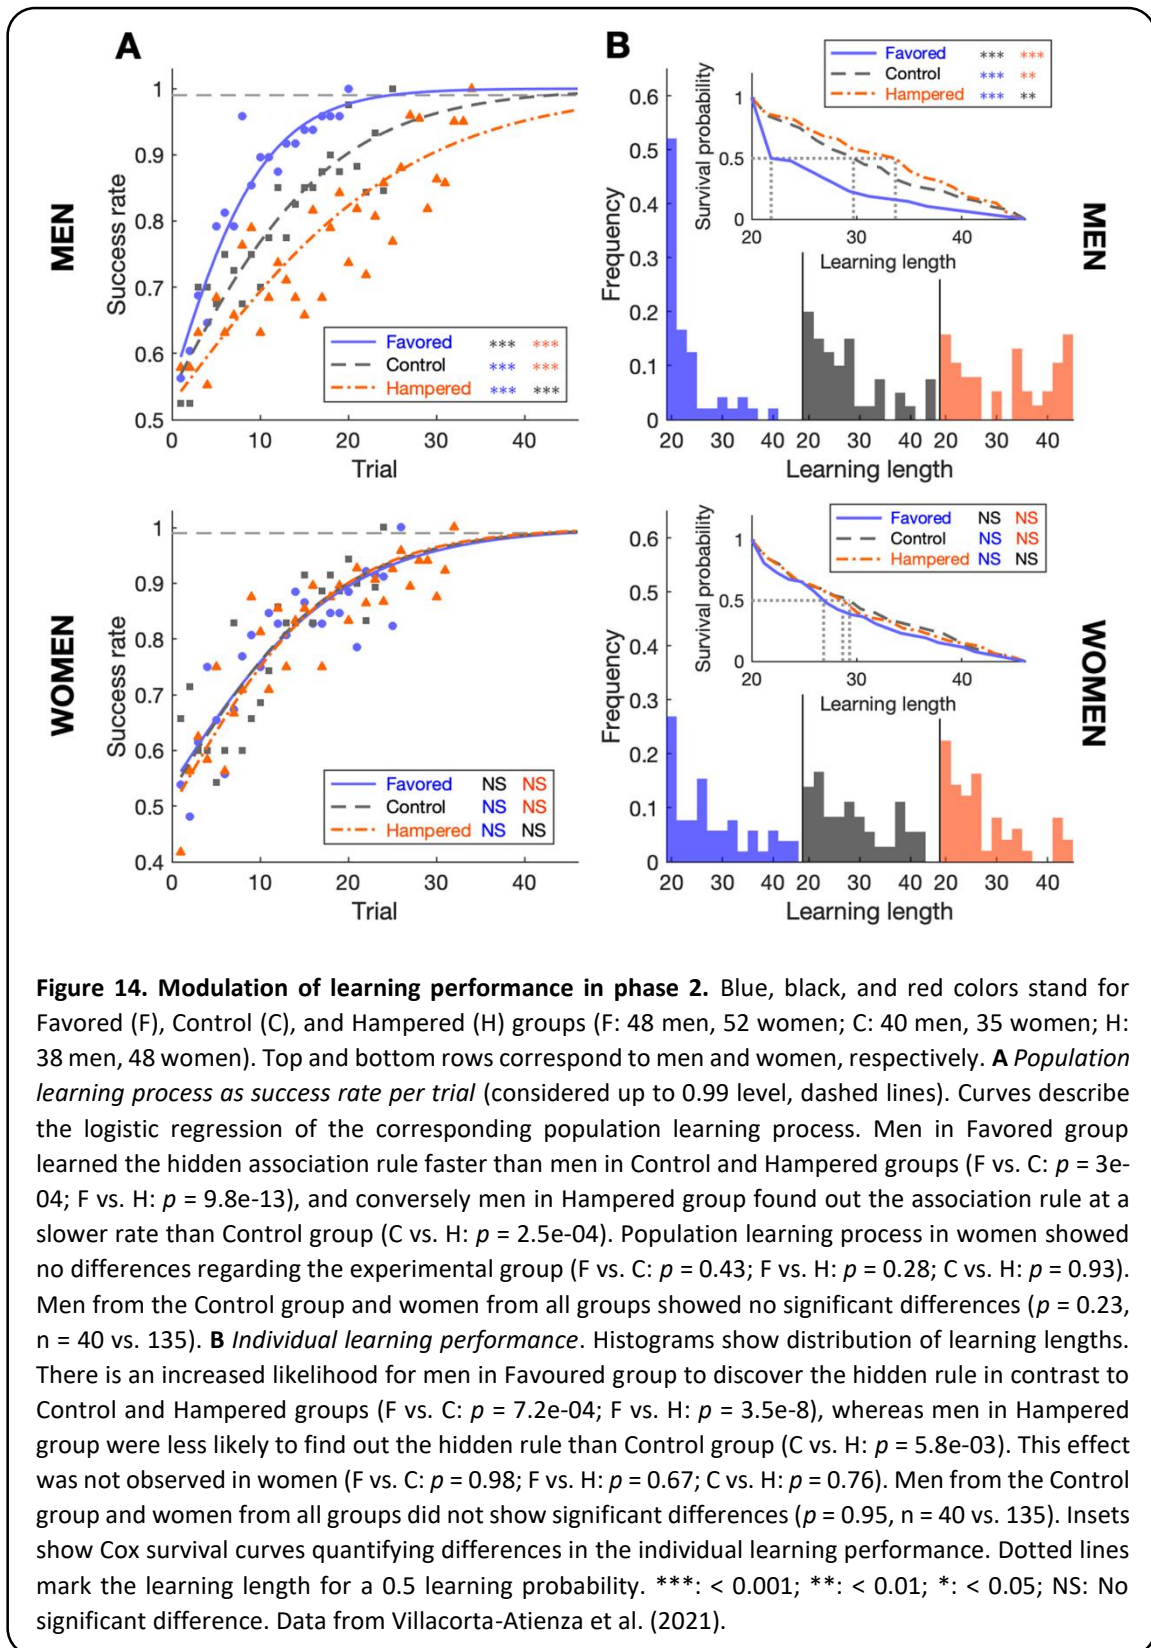 A
B
MEN
Success rate
1
0.9
0.8
0.7
0.6
0.5
0 10 20 30 40
Trial
Favored *** ***
Control *** ***
Hampered *** ***
Frequency
0.6
0.5
0.4
0.3
0.2
0.1
0
20 30 40 20 30 40 20 30 40
Learning length
Survival probability
1
0.5
0
20 30 40
Learning length
Favored *** ***
Control *** **
Hampered *** **
MEN
WOMEN
Success rate
1
0.9
0.8
0.7
0.6
0.5
0.4
0 10 20 30 40
Trial
Favored NS NS
Control NS NS
Hampered NS NS
Frequency
0.6
0.5
0.4
0.3
0.2
0.1
0
20 30 40 20 30 40 20 30 40
Learning length
Survival probability
1
0.5
0
20 30 40
Learning length
Favored NS NS
Control NS NS
Hampered NS NS
WOMEN
Figure 14. Modulation of learning performance in phase 2. Blue, black, and red colors stand for
Favored (F), Control (C), and Hampered (H) groups (F: 48 men, 52 women; C: 40 men, 35 women; H:
38 men, 48 women). Top and bottom rows correspond to men and women, respectively. A Population
learning process as success rate per trial (considered up to 0.99 level, dashed lines). Curves describe
the logistic regression of the corresponding population learning process. Men in Favored group
learned the hidden association rule faster than men in Control and Hampered groups (F vs. C: p = 3e-
04; F vs. H: p = 9.8e-13), and conversely men in Hampered group found out the association rule at a
slower rate than Control group (C vs. H: p = 2.5e-04). Population learning process in women showed
no differences regarding the experimental group (F vs. C: p = 0.43; F vs. H: p = 0.28; C vs. H: p = 0.93).
Men from the Control group and women from all groups showed no significant differences (p = 0.23,
n = 40 vs. 135). B Individual learning performance. Histograms show distribution of learning lengths.
There is an increased likelihood for men in Favoured group to discover the hidden rule in contrast to
Control and Hampered groups (F vs. C: p = 7.2e-04; F vs. H: p = 3.5e-8), whereas men in Hampered
group were less likely to find out the hidden rule than Control group (C vs. H: p = 5.8e-03). This effect
was not observed in women (F vs. C: p = 0.98; F vs. H: p = 0.67; C vs. H: p = 0.76). Men from the Control
group and women from all groups did not show significant differences (p = 0.95, n = 40 vs. 135). Insets
show Cox survival curves quantifying differences in the individual learning performance. Dotted lines
mark the learning length for a 0.5 learning probability. ***: < 0.001; **: < 0.01; *: < 0.05; NS: No
significant difference. Data from Villacorta-Atienza et al. (2021).